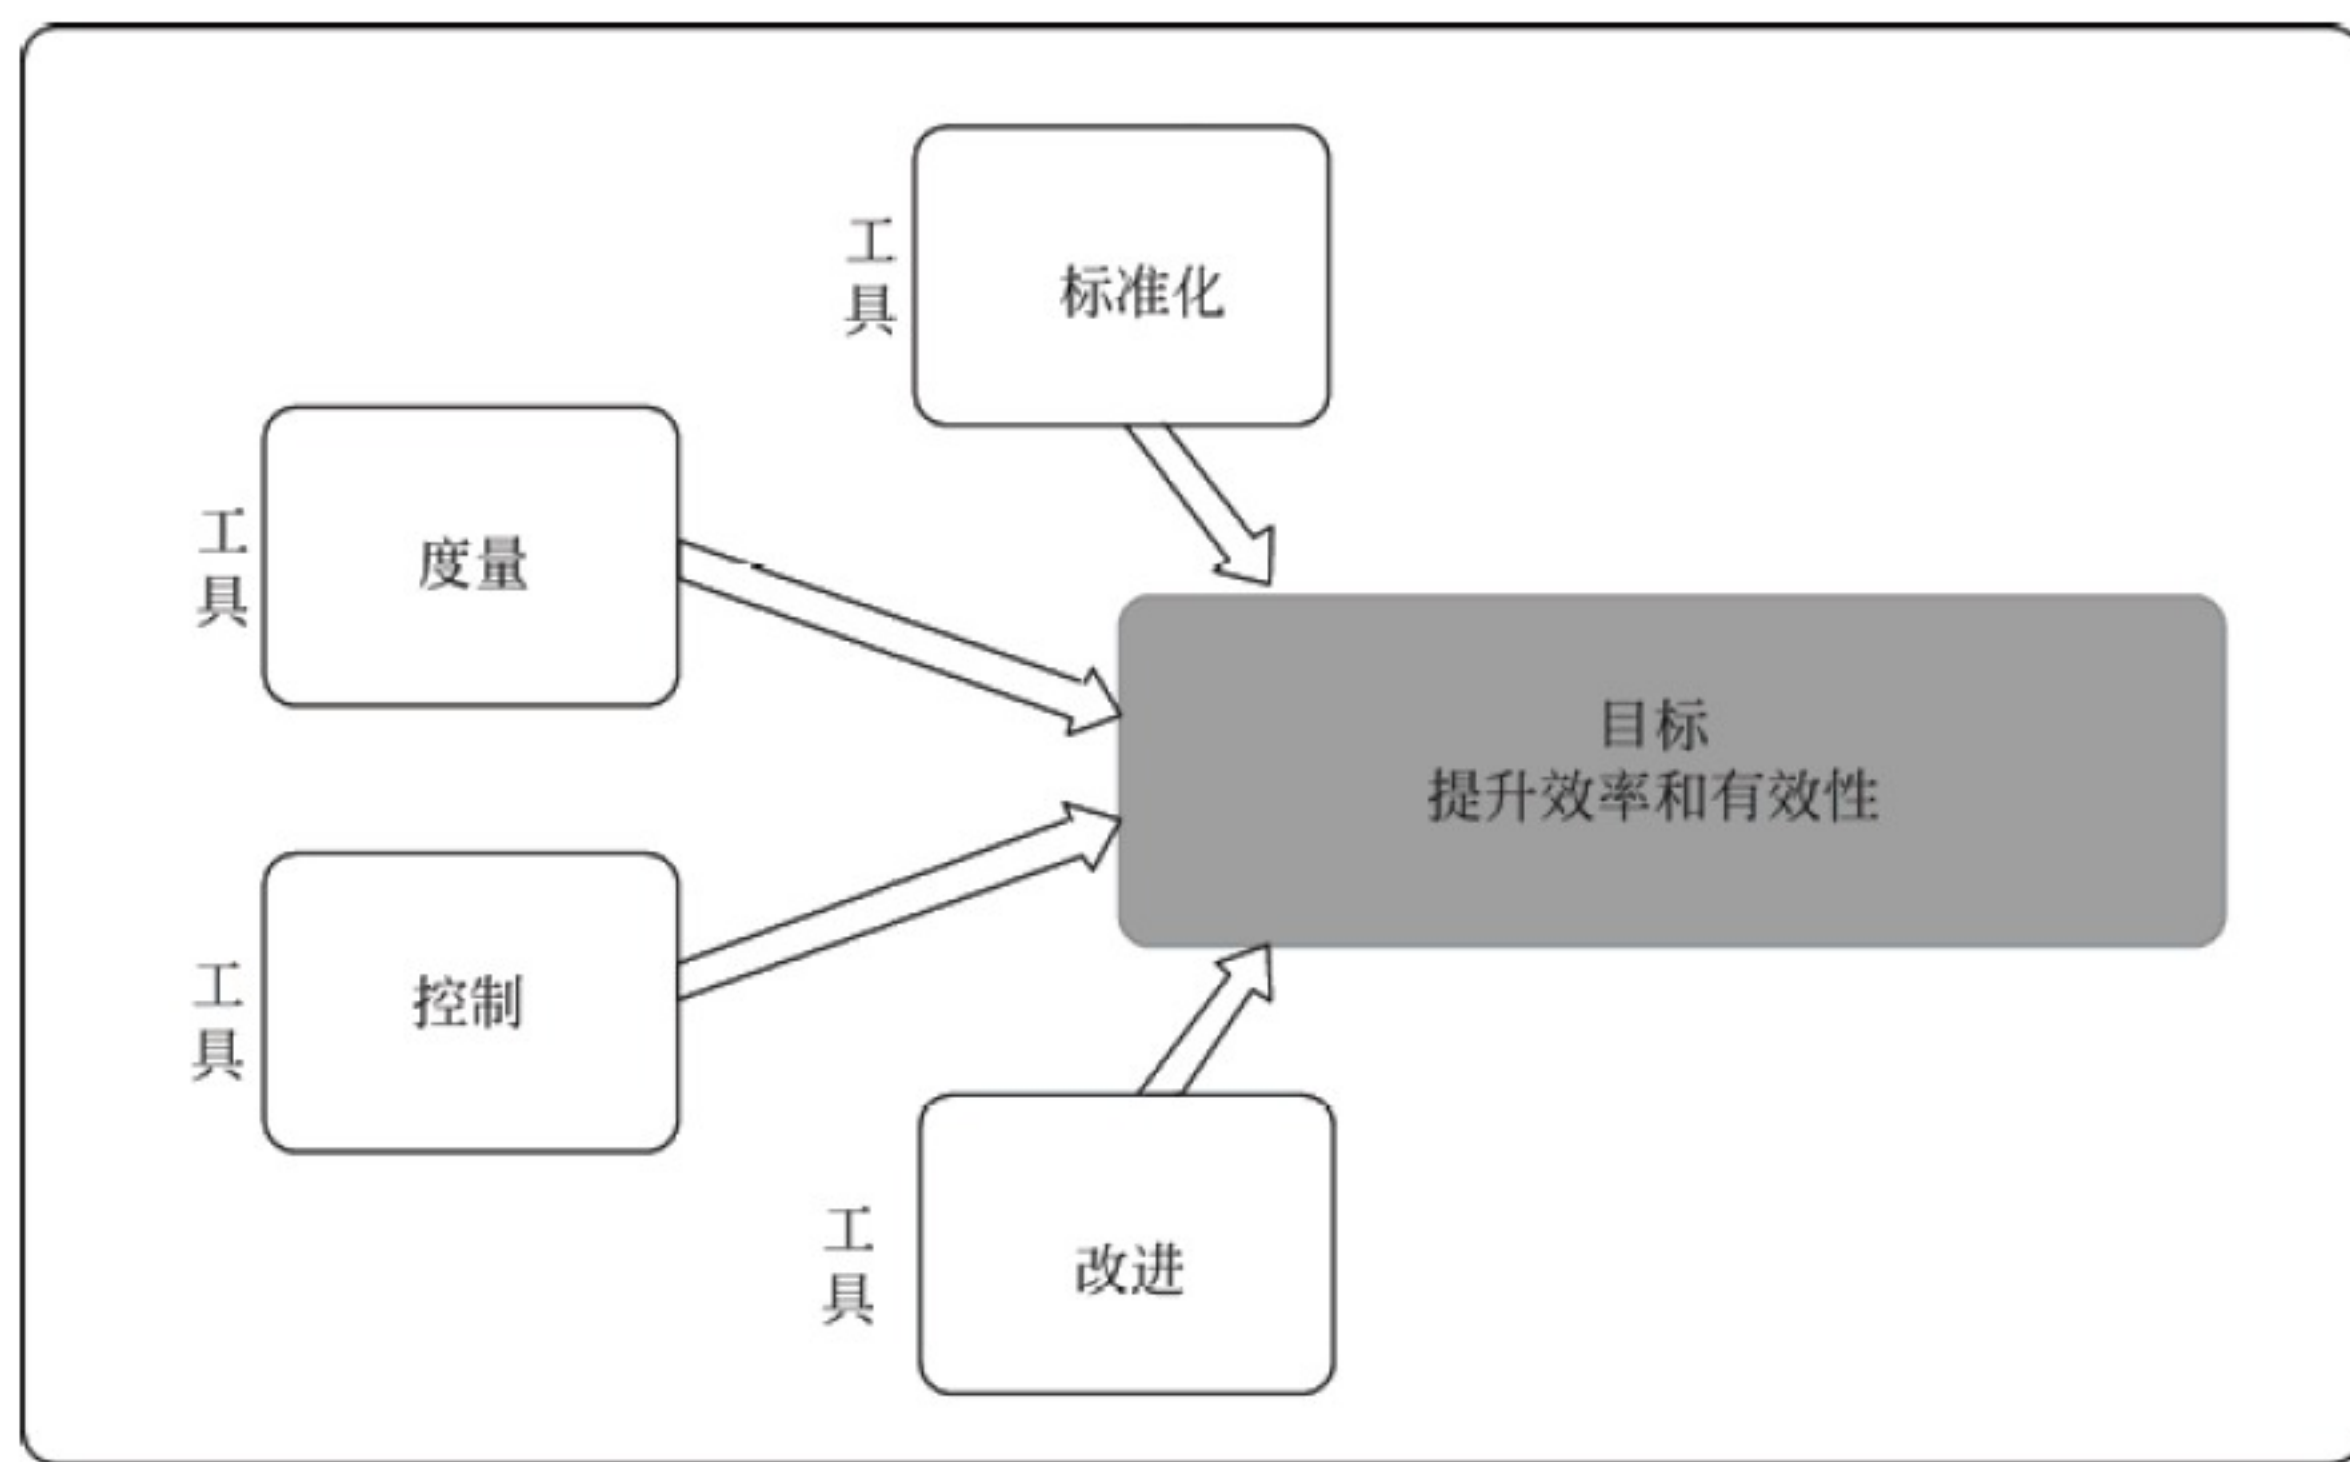 工具
标准化
工具
度量
目标
提升效率和有效性
工具
控制
工具
改进